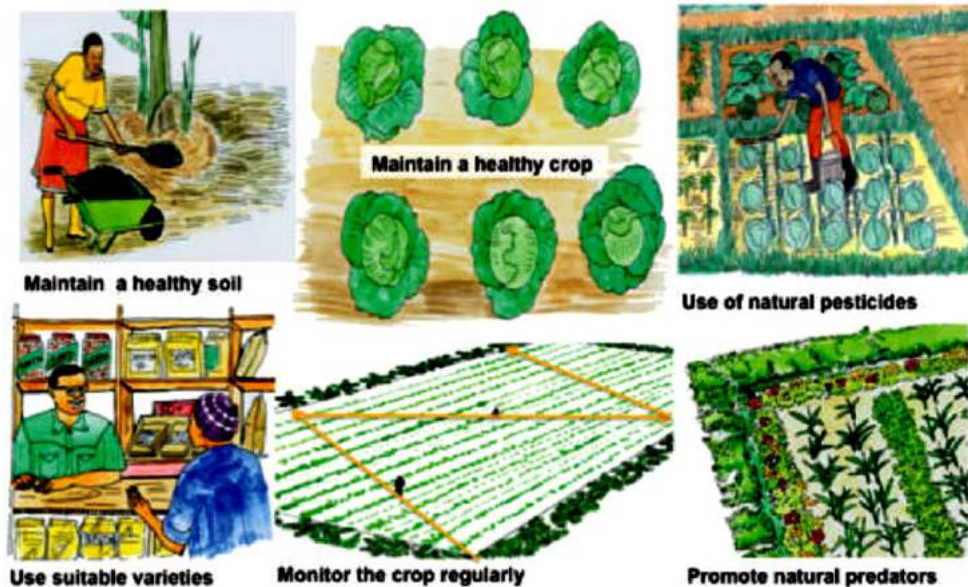 Maintain a healthy crop
Maintain a healthy soil
Use of natural pesticides
Use suitable varieties
Monitor the crop regularly
Promote natural predators